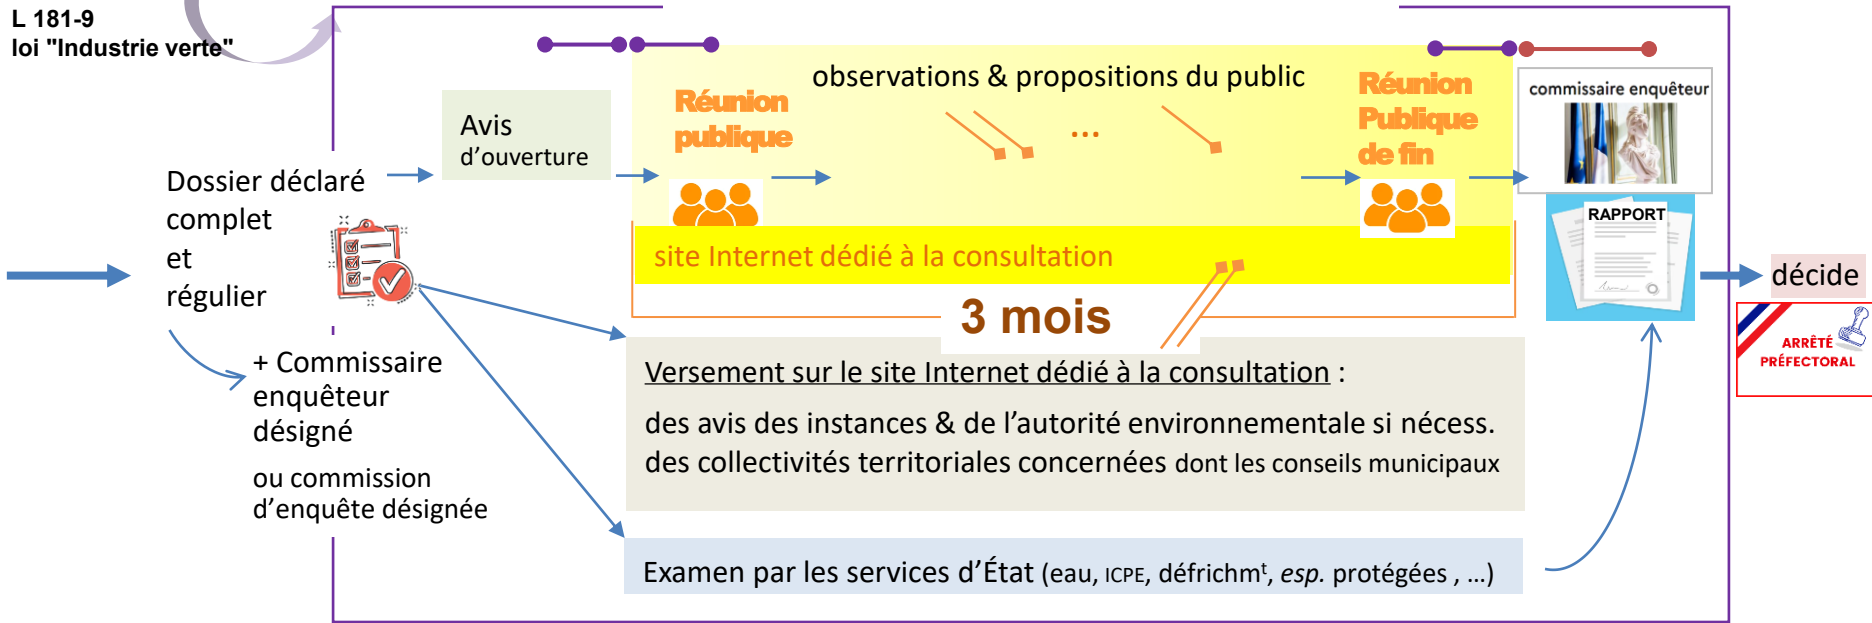 L 181-9
loi "Industrie verte"
Dossier déclaré
complet
et
régulier
+ Commissaire
enquêteur
désigné
ou commission
d’enquête désignée
Avis
d’ouverture
Réunion
publique
observations & propositions du public
...
Réunion
Publique
de fin
site Internet dédié à la consultation
3 mois
Versement sur le site Internet dédié à la consultation :
des avis des instances & de l’autorité environnementale si nécess.
des collectivités territoriales concernées dont les conseils municipaux
Examen par les services d’État (eau, ICPE, défrichmᵗ, esp. protégées , ...)
commissaire enquêteur
RAPPORT
décide
ARRÊTÉ
PRÉFECTORAL